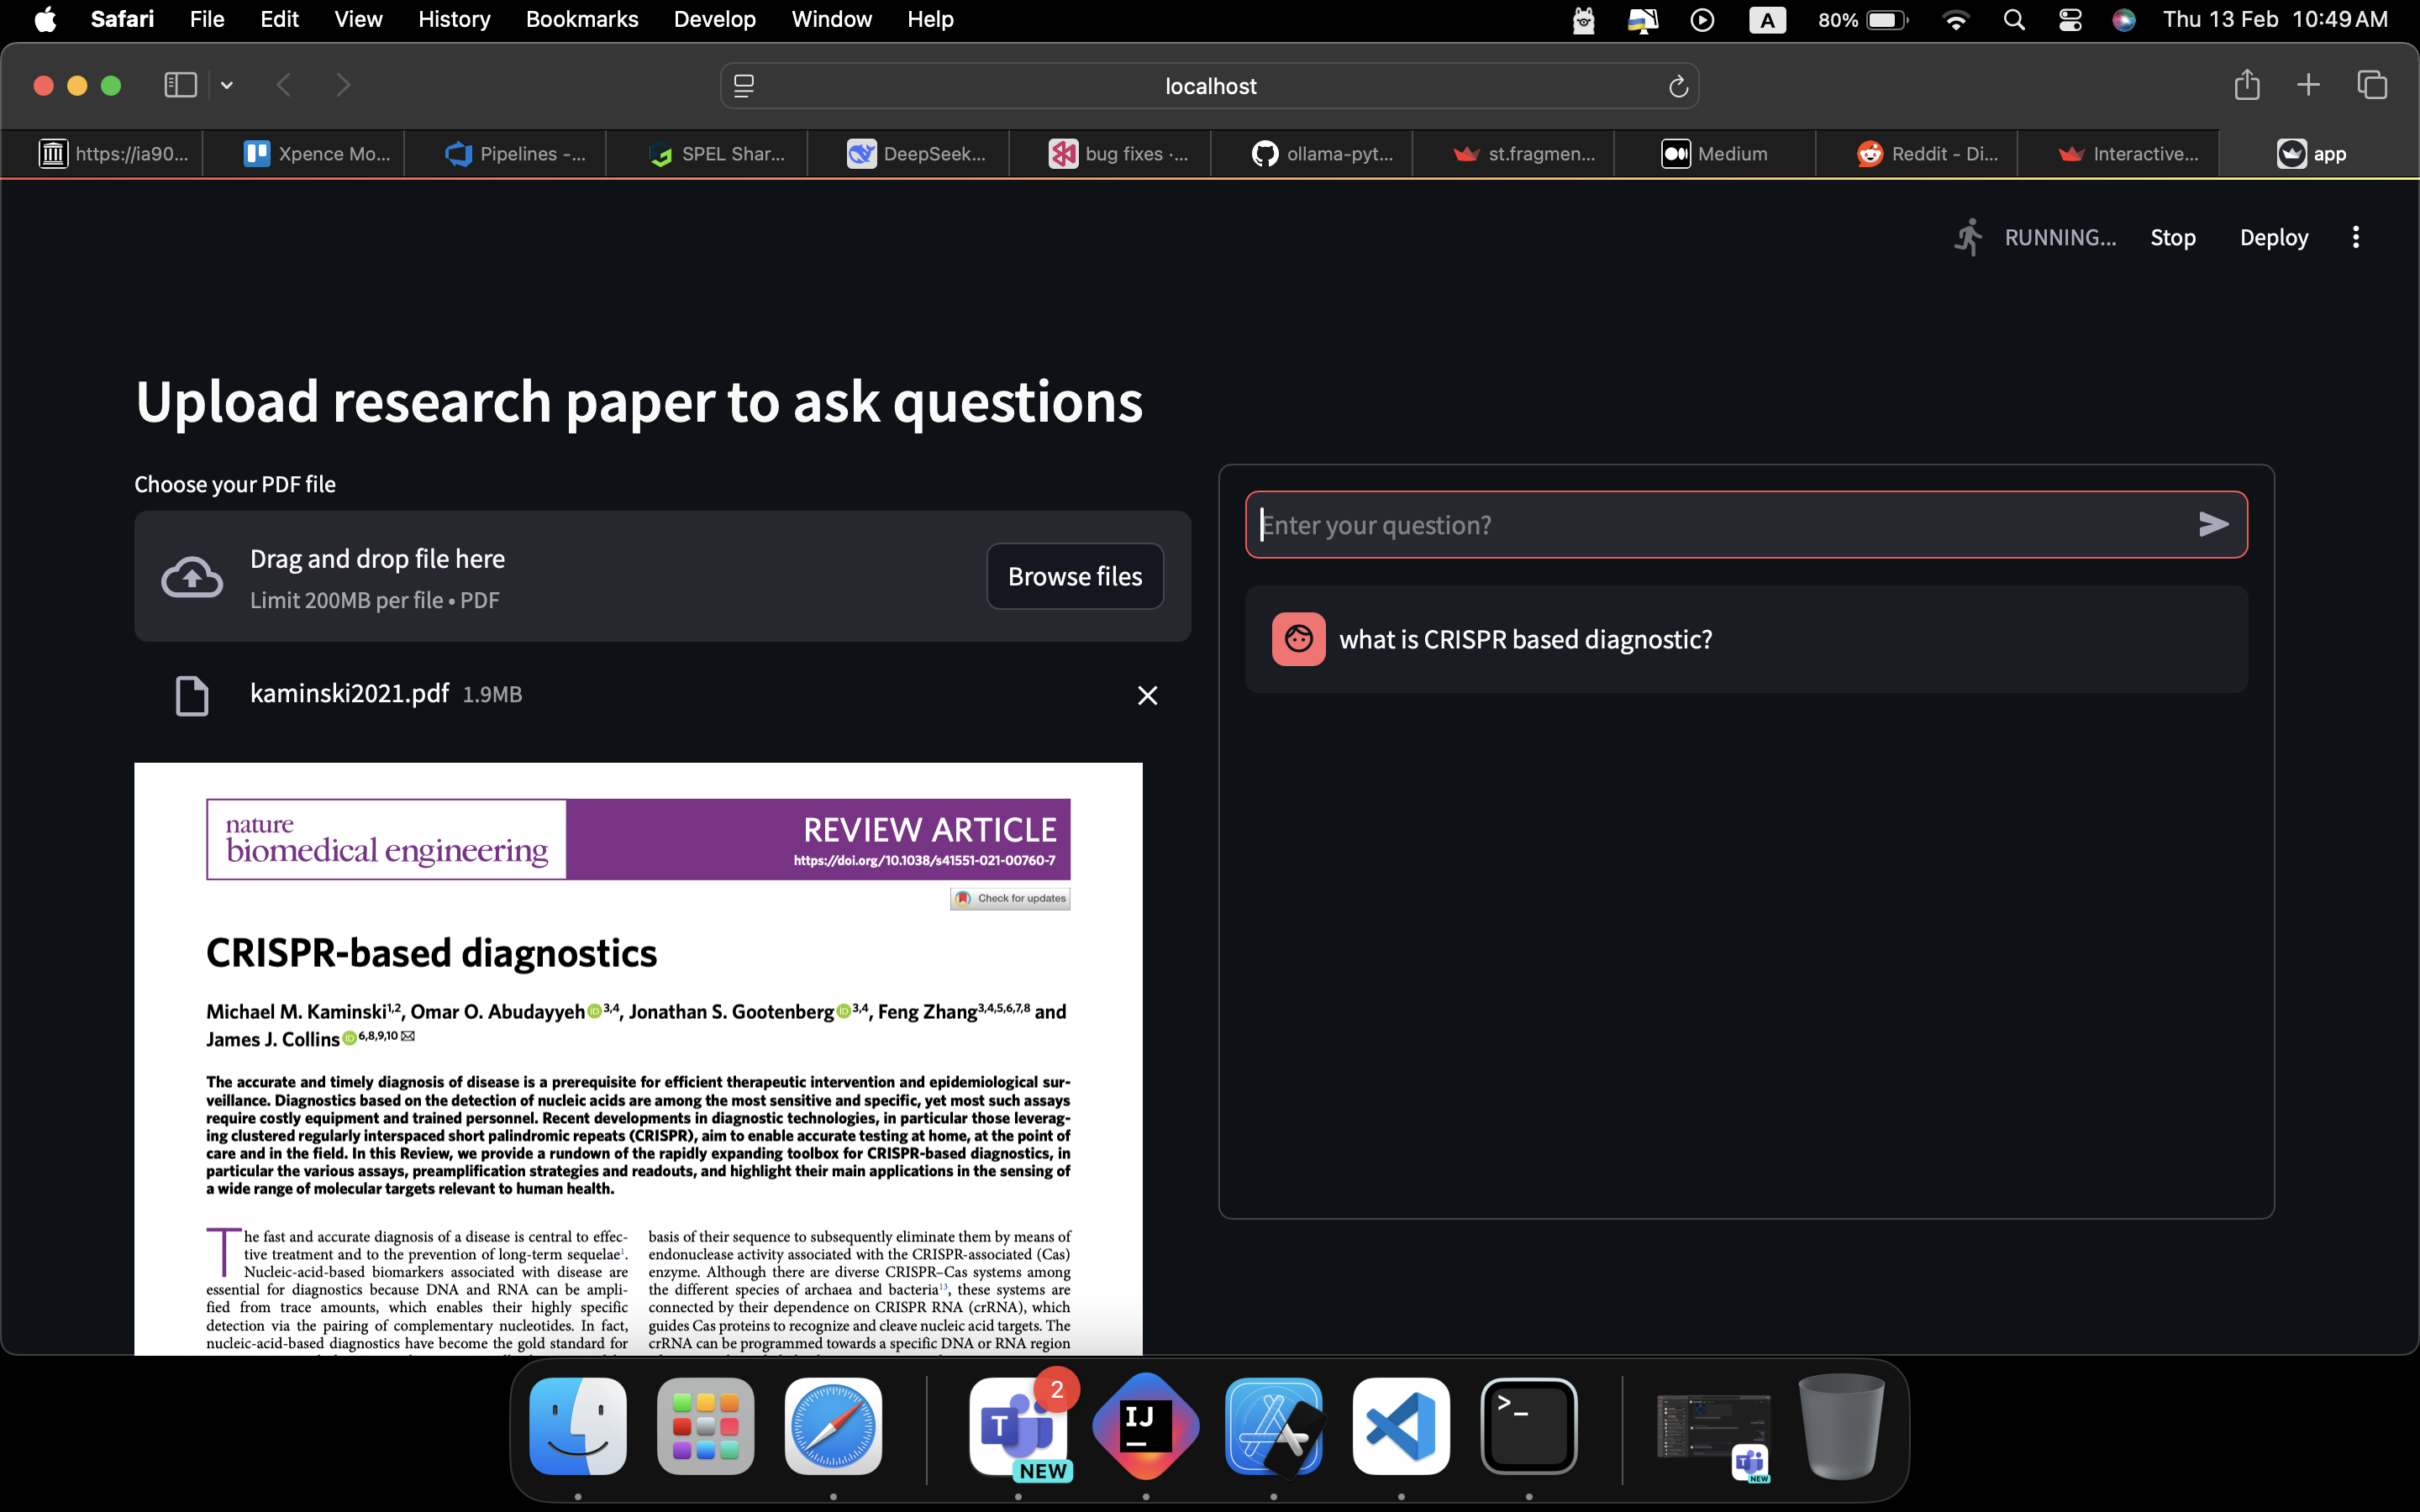 Safari File Edit View History Bookmarks Develop Window Help A 80% Thu 13 Feb 10:49 AM
localhost
https://ia90... Xpence Mo... Pipelines -... SPEL Shar... DeepSeek... bug fixes ·... ollama-pyt... st.fragmen... Medium Reddit - Di... Interactive... app
RUNNING... Stop Deploy
Upload research paper to ask questions
Choose your PDF file
Drag and drop file here
Limit 200MB per file • PDF
Browse files
kaminski2021.pdf 1.9MB
nature
biomedical engineering
REVIEW ARTICLE
https://doi.org/10.1038/s41551-021-00760-7
Check for updates
CRISPR-based diagnostics
Michael M. Kaminski1,2, Omar O. Abudayyeh iD 3,4, Jonathan S. Gootenberg iD 3,4, Feng Zhang3,4,5,6,7,8 and
James J. Collins iD 6,8,9,10 ✉
The accurate and timely diagnosis of disease is a prerequisite for efficient therapeutic intervention and epidemiological sur-
veillance. Diagnostics based on the detection of nucleic acids are among the most sensitive and specific, yet most such assays
require costly equipment and trained personnel. Recent developments in diagnostic technologies, in particular those leverag-
ing clustered regularly interspaced short palindromic repeats (CRISPR), aim to enable accurate testing at home, at the point of
care and in the field. In this Review, we provide a rundown of the rapidly expanding toolbox for CRISPR-based diagnostics, in
particular the various assays, preamplification strategies and readouts, and highlight their main applications in the sensing of
a wide range of molecular targets relevant to human health.
The fast and accurate diagnosis of a disease is central to effec-
tive treatment and to the prevention of long-term sequelae1.
Nucleic-acid-based biomarkers associated with disease are
essential for diagnostics because DNA and RNA can be ampli-
fied from trace amounts, which enables their highly specific
detection via the pairing of complementary nucleotides. In fact,
nucleic-acid-based diagnostics have become the gold standard for
basis of their sequence to subsequently eliminate them by means of
endonuclease activity associated with the CRISPR-associated (Cas)
enzyme. Although there are diverse CRISPR–Cas systems among
the different species of archaea and bacteria13, these systems are
connected by their dependence on CRISPR RNA (crRNA), which
guides Cas proteins to recognize and cleave nucleic acid targets. The
crRNA can be programmed towards a specific DNA or RNA region
Enter your question?
what is CRISPR based diagnostic?
T 2 NEW
IJ
>_
NEW